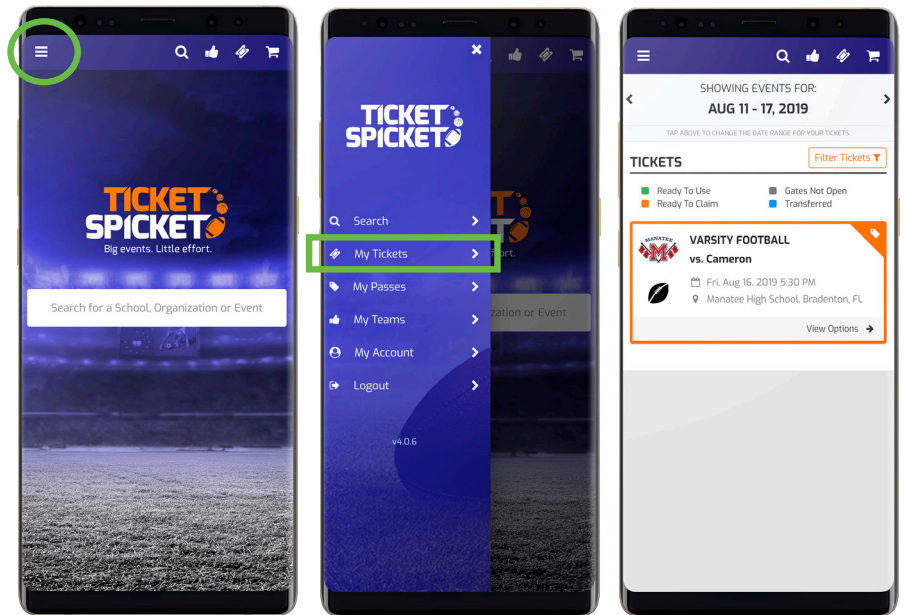 TICKET
SPICKET
Big events. Little effort.
Search for a School, Organization or Event
TICKET
SPICKET
Search
My Tickets
My Passes
My Teams
My Account
Logout
v4.0.6
T
T
fort.
zation or Event
SHOWING EVENTS FOR:
AUG 11 - 17, 2019
TAP ABOVE TO CHANGE THE DATE RANGE FOR YOUR TICKETS.
TICKETS
Filter Tickets
Ready To Use
Gates Not Open
Ready To Claim
Transferred
MANATEE
M
VARSITY FOOTBALL
vs. Cameron
Fri, Aug 16, 2019 5:30 PM
Manatee High School, Bradenton, FL
View Options